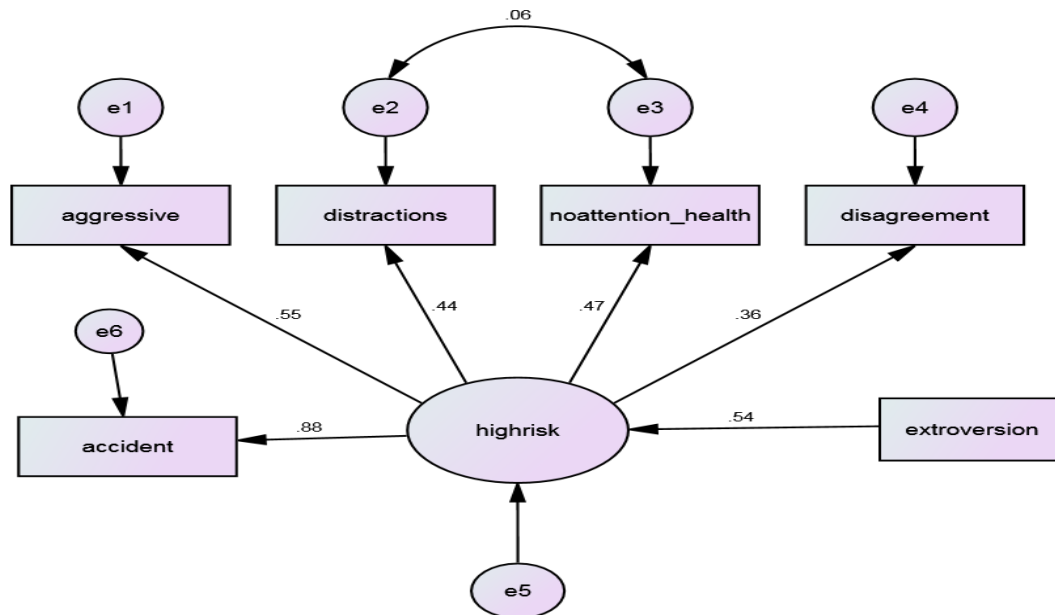 .06
e1
e2
e3
e4
aggressive
distractions
noattention_health
disagreement
.55
.44
.47
.36
e6
accident
.88
highrisk
.54
extroversion
e5